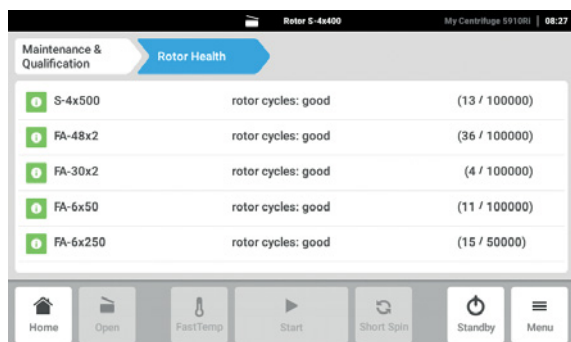 Rotor S-4x400 My Centrifuge 5910Ri | 08:27
Maintenance &
Qualification
Rotor Health
S-4x500 rotor cycles: good (13 / 100000)
FA-48x2 rotor cycles: good (36 / 100000)
FA-30x2 rotor cycles: good (4 / 100000)
FA-6x50 rotor cycles: good (11 / 100000)
FA-6x250 rotor cycles: good (15 / 50000)
Home Open FastTemp Start Short Spin Standby Menu